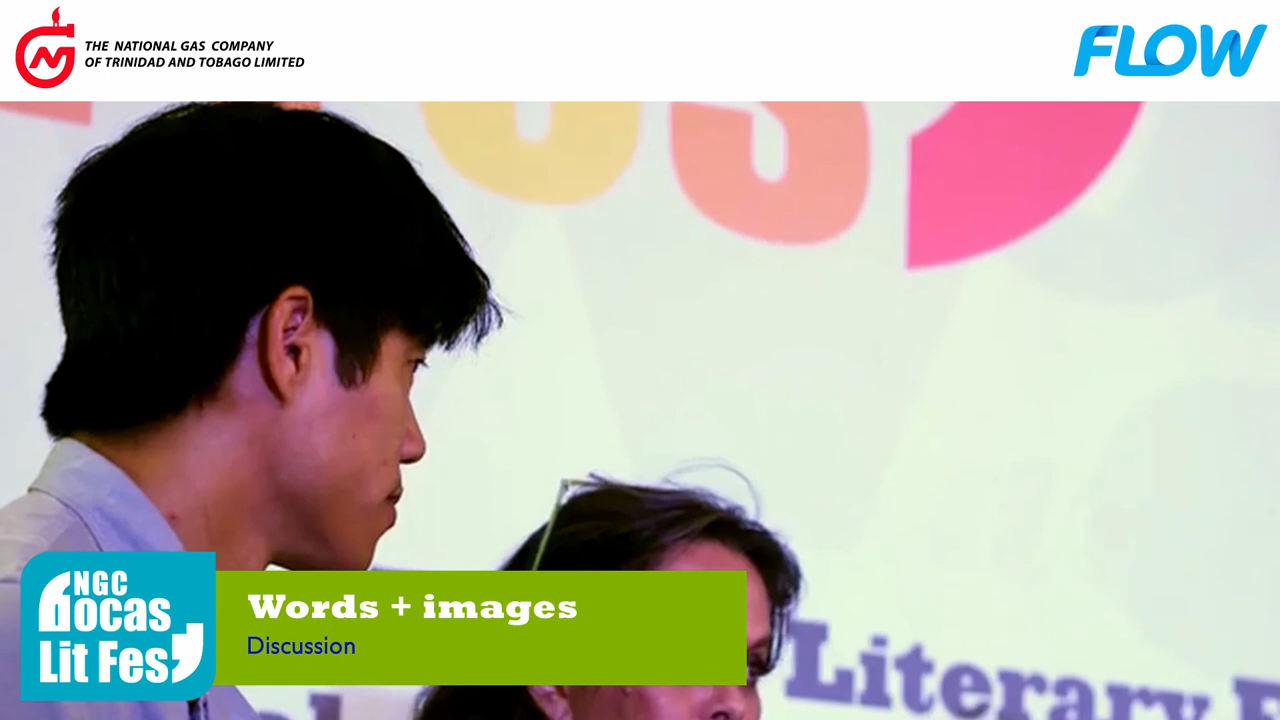 THE NATIONAL GAS COMPANY
OF TRINIDAD AND TOBAGO LIMITED
FLOW
Literary F
NGC
Bocas
Lit Fest
Words + images
Discussion